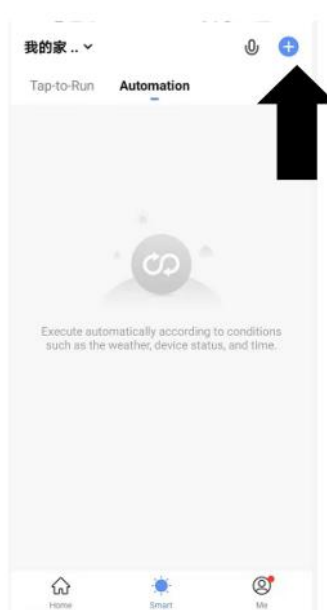 我的家 ..
Tap-to-Run Automation
Execute automatically according to conditions
such as the weather, device status, and time.
Home Smart Me